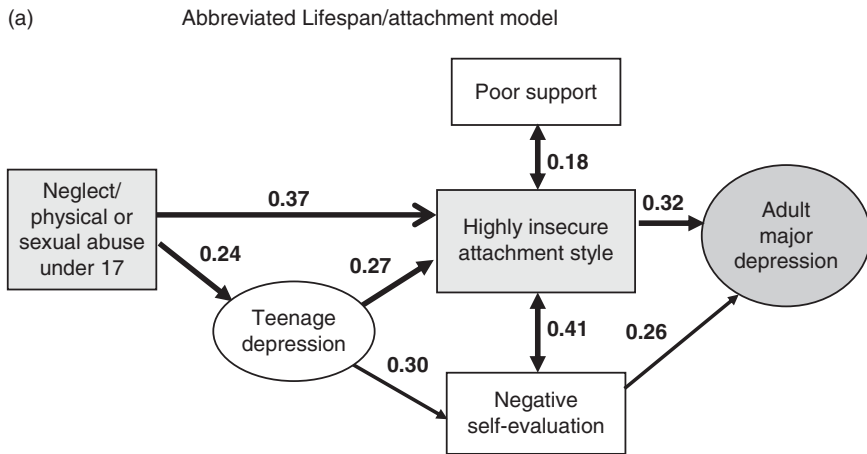 (a) Abbreviated Lifespan/attachment model
Poor support
0.18
Neglect/
physical or
sexual abuse
under 17
0.37
Highly insecure
attachment style
0.32
Adult
major
depression
0.24
0.27
Teenage
depression
0.41
0.26
0.30
Negative
self-evaluation